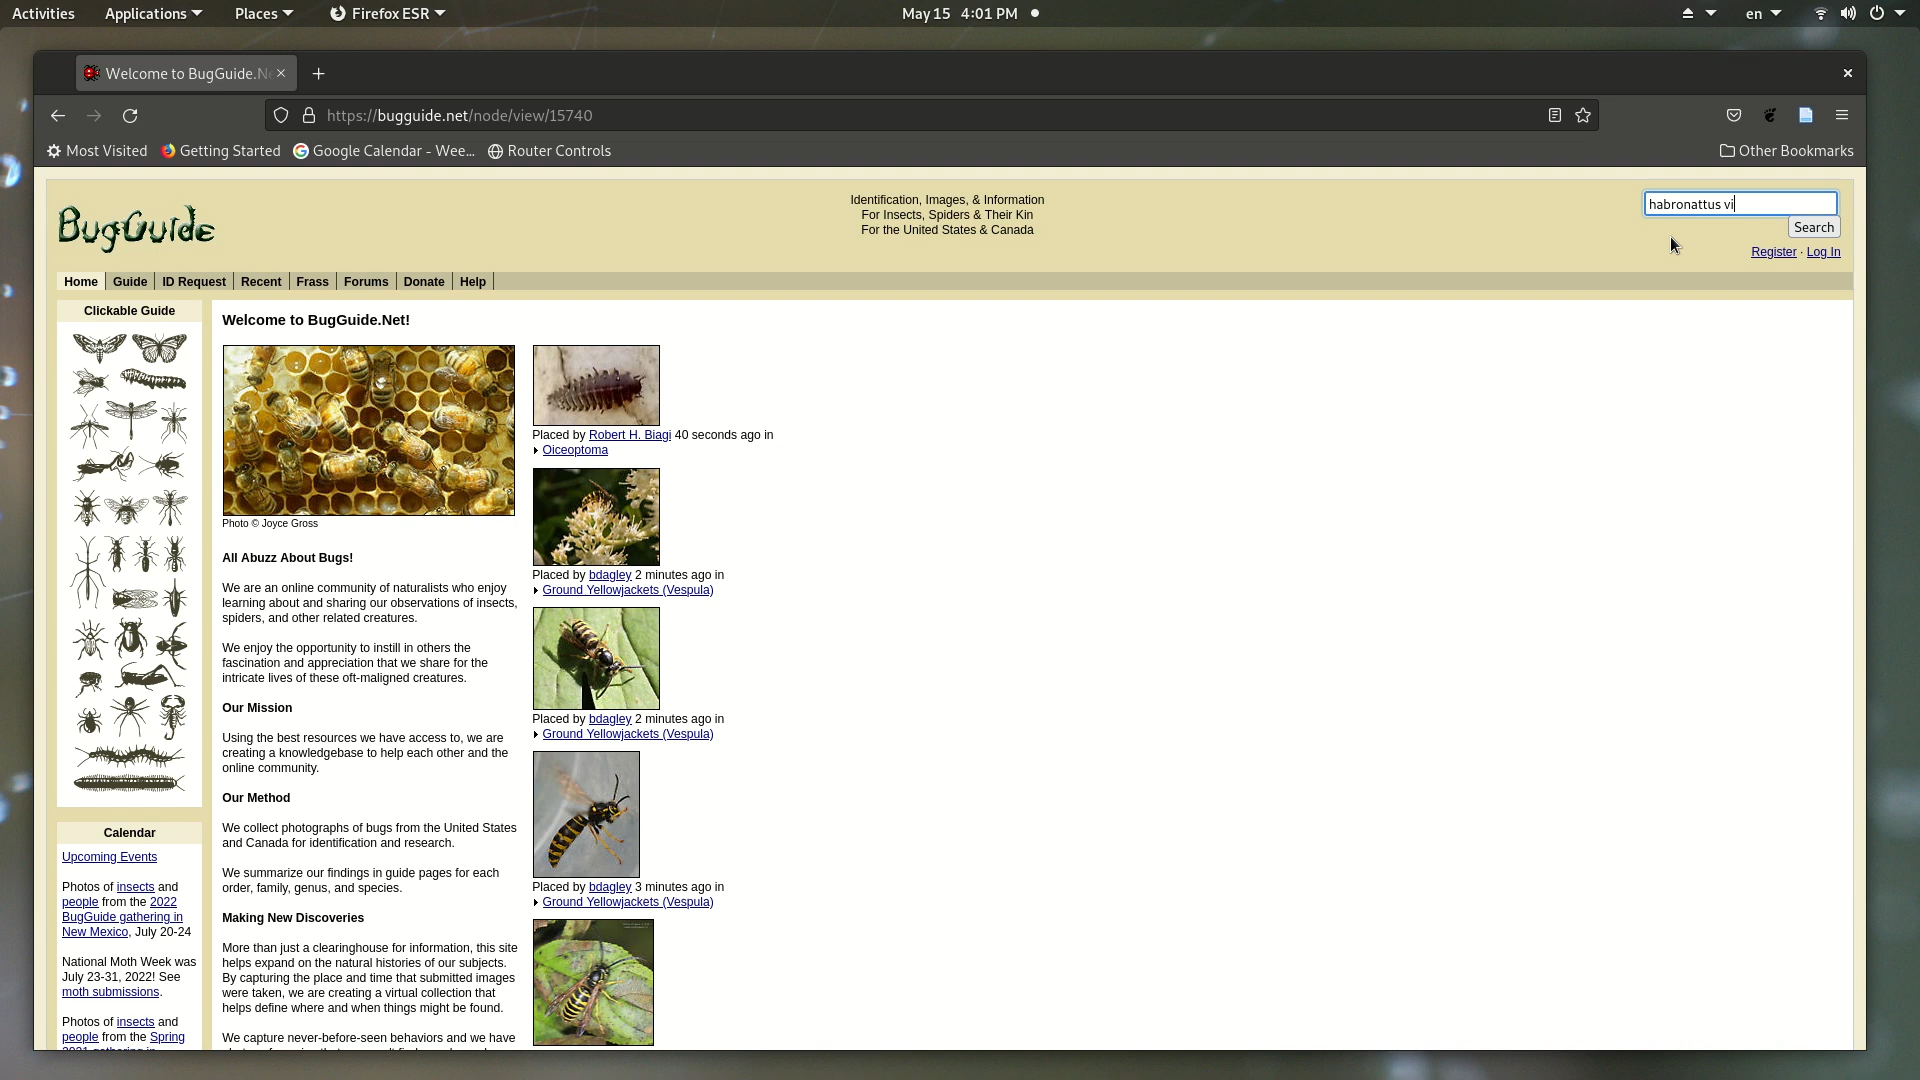 Activities Applications Places Firefox ESR May 15 4:01 PM en
Welcome to BugGuide.Ne
https://bugguide.net/node/view/15740
Most Visited Getting Started Google Calendar - Wee... Router Controls Other Bookmarks
BugGuide
Identification, Images, & Information
For Insects, Spiders & Their Kin
For the United States & Canada
habronattus vi
Search
Register · Log In
Home Guide ID Request Recent Frass Forums Donate Help
Clickable Guide
Calendar
Upcoming Events
Photos of insects and
people from the 2022
BugGuide gathering in
New Mexico, July 20-24
National Moth Week was
July 23-31, 2022! See
moth submissions.
Photos of insects and
people from the Spring
Welcome to BugGuide.Net!
Photo © Joyce Gross
All Abuzz About Bugs!
We are an online community of naturalists who enjoy
learning about and sharing our observations of insects,
spiders, and other related creatures.
We enjoy the opportunity to instill in others the
fascination and appreciation that we share for the
intricate lives of these oft-maligned creatures.
Our Mission
Using the best resources we have access to, we are
creating a knowledgebase to help each other and the
online community.
Our Method
We collect photographs of bugs from the United States
and Canada for identification and research.
We summarize our findings in guide pages for each
order, family, genus, and species.
Making New Discoveries
More than just a clearinghouse for information, this site
helps expand on the natural histories of our subjects.
By capturing the place and time that submitted images
were taken, we are creating a virtual collection that
helps define where and when things might be found.
We capture never-before-seen behaviors and we have
Placed by Robert H. Biagi 40 seconds ago in
Oiceoptoma
Placed by bdagley 2 minutes ago in
Ground Yellowjackets (Vespula)
Placed by bdagley 2 minutes ago in
Ground Yellowjackets (Vespula)
Placed by bdagley 3 minutes ago in
Ground Yellowjackets (Vespula)